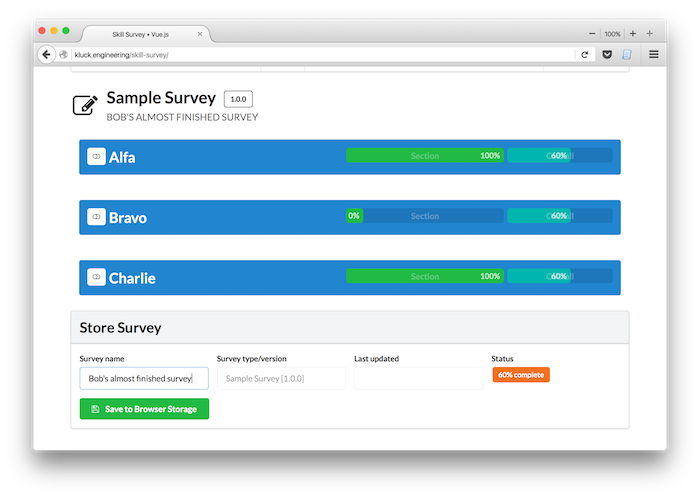 Skill Survey • Vue.js
100%
kluck.engineering/skill-survey/
Sample Survey 1.0.0
BOB'S ALMOST FINISHED SURVEY
Alfa Section 100% 60%
Bravo 0% Section 60%
Charlie Section 100% 60%
Store Survey
Survey name Survey type/version Last updated Status
Bob's almost finished survey Sample Survey [1.0.0] 60% complete
Save to Browser Storage